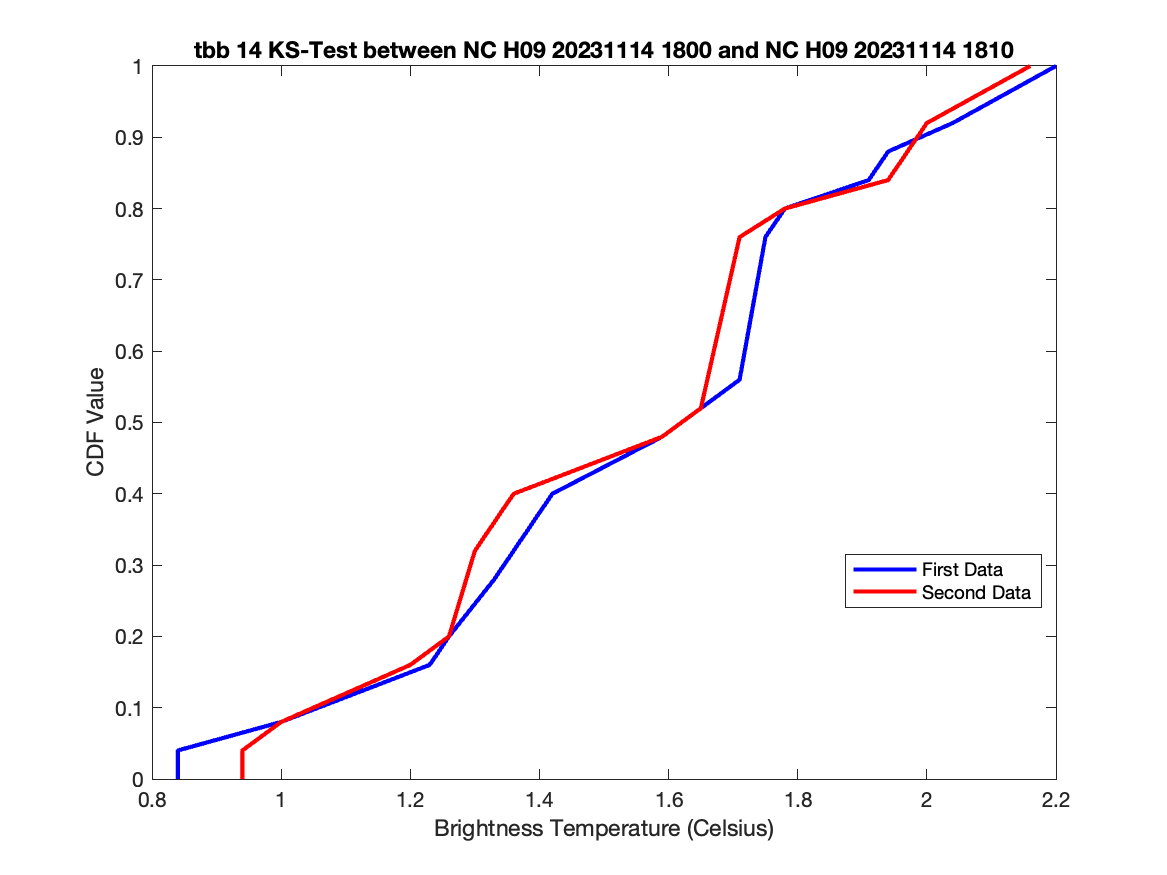 tbb 14 KS-Test between NC H09 20231114 1800 and NC H09 20231114 1810
1
0.9
0.8
0.7
0.6
0.5
0.4
0.3
0.2
0.1
0
CDF Value
First Data
Second Data
0.8 1 1.2 1.4 1.6 1.8 2 2.2
Brightness Temperature (Celsius)